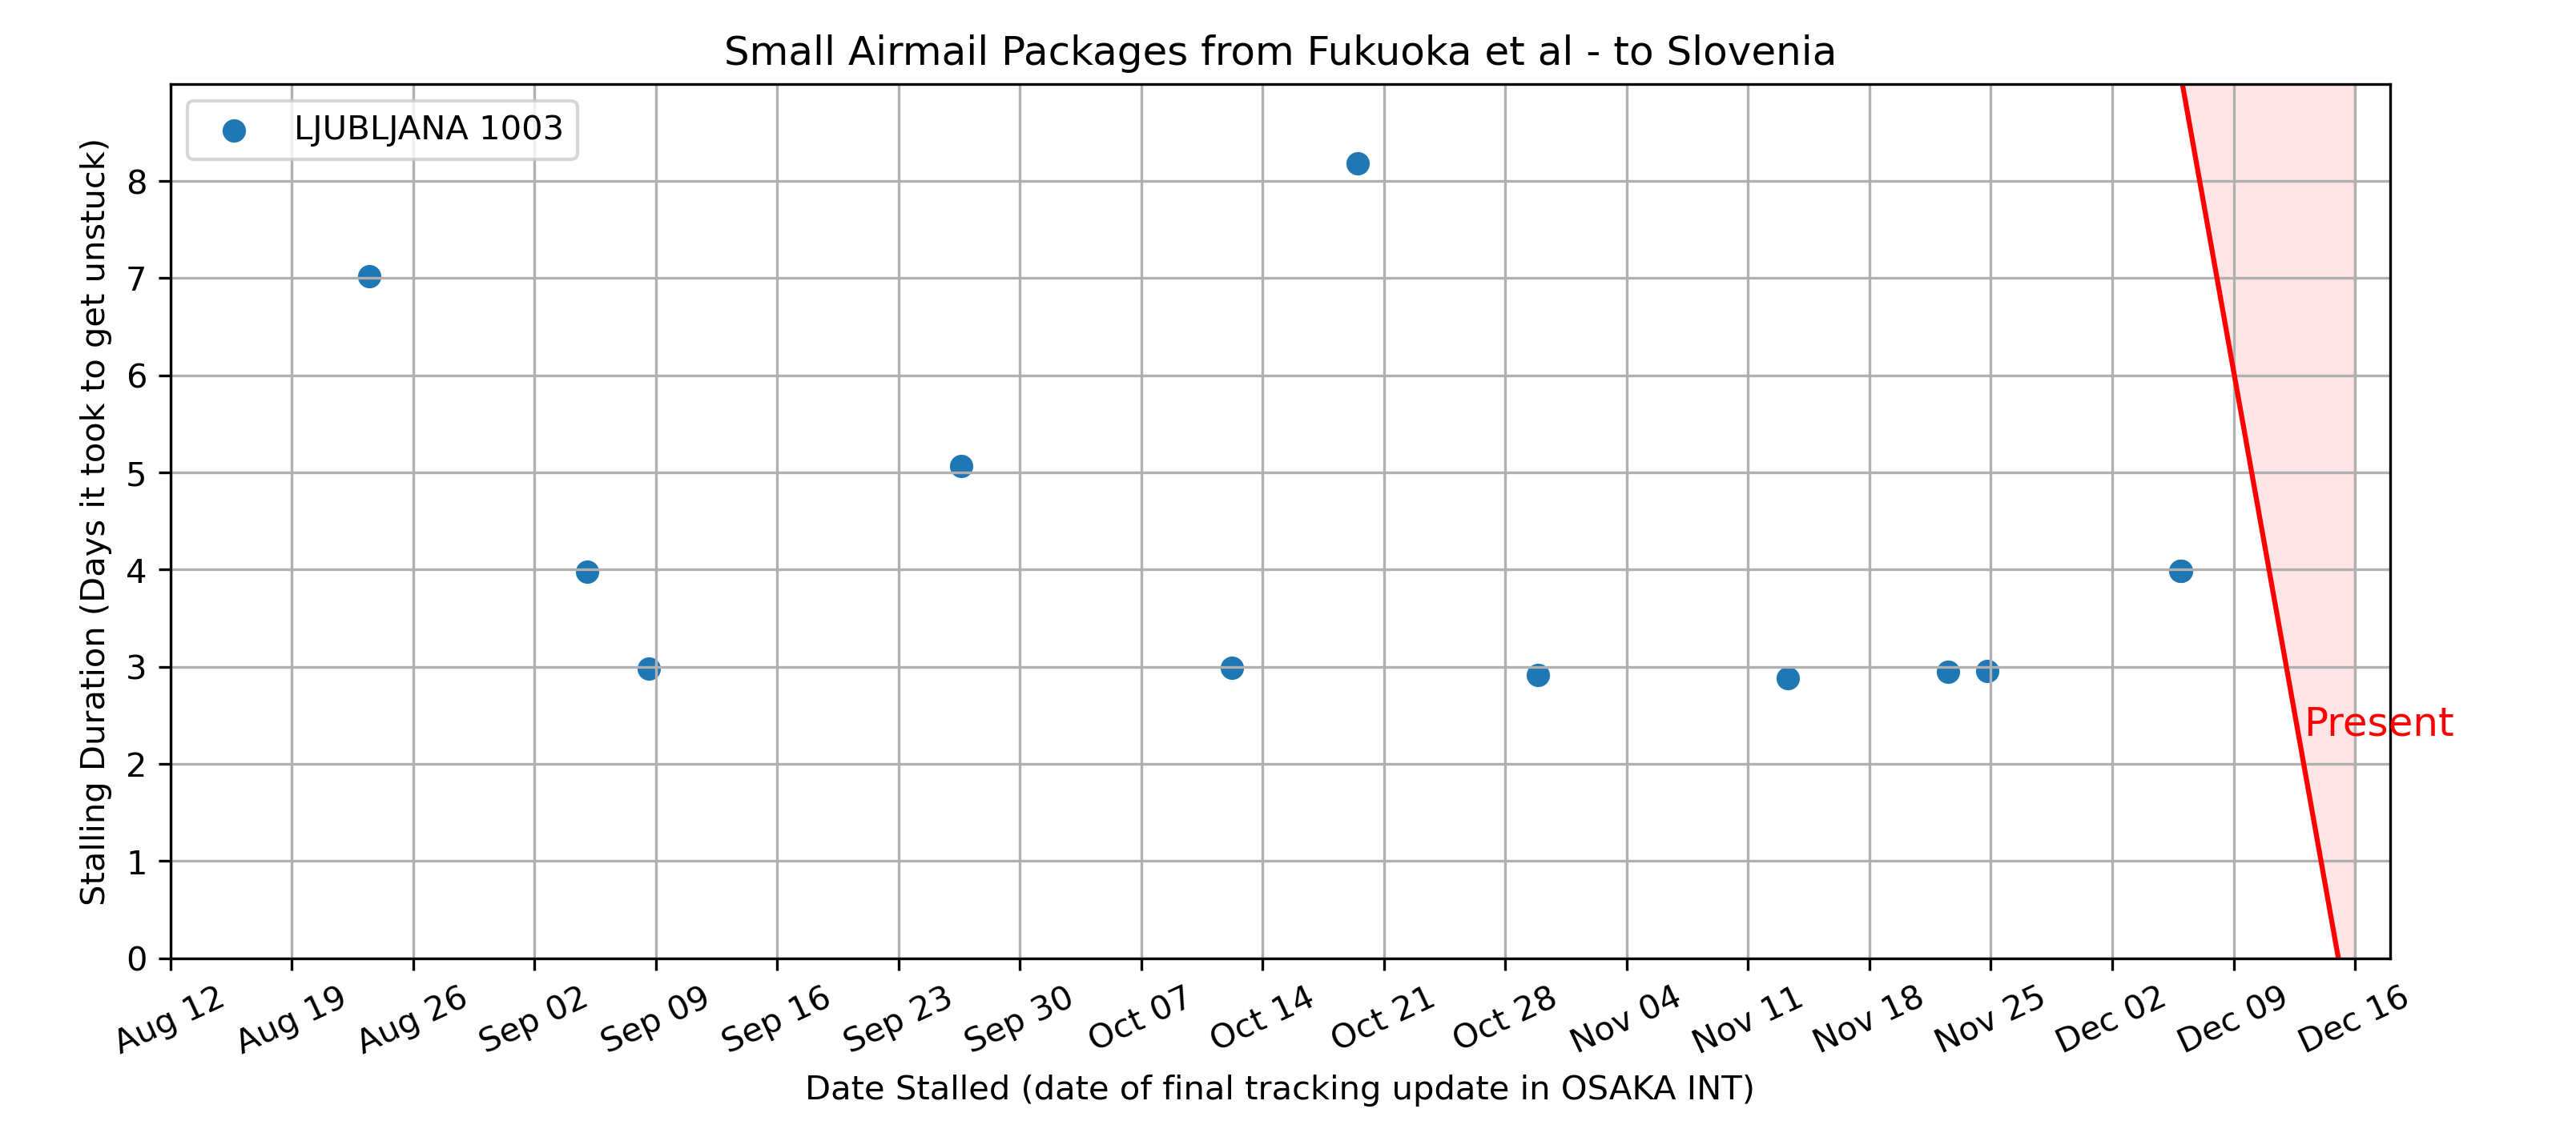 Small Airmail Packages from Fukuoka et al - to Slovenia
LJUBLJANA 1003
Stalling Duration (Days it took to get unstuck)
8
7
6
5
4
3
2
1
0
Present
Aug 12
Aug 19
Aug 26
Sep 02
Sep 09
Sep 16
Sep 23
Sep 30
Oct 07
Oct 14
Oct 21
Oct 28
Nov 04
Nov 11
Nov 18
Nov 25
Dec 02
Dec 09
Dec 16
Date Stalled (date of final tracking update in OSAKA INT)